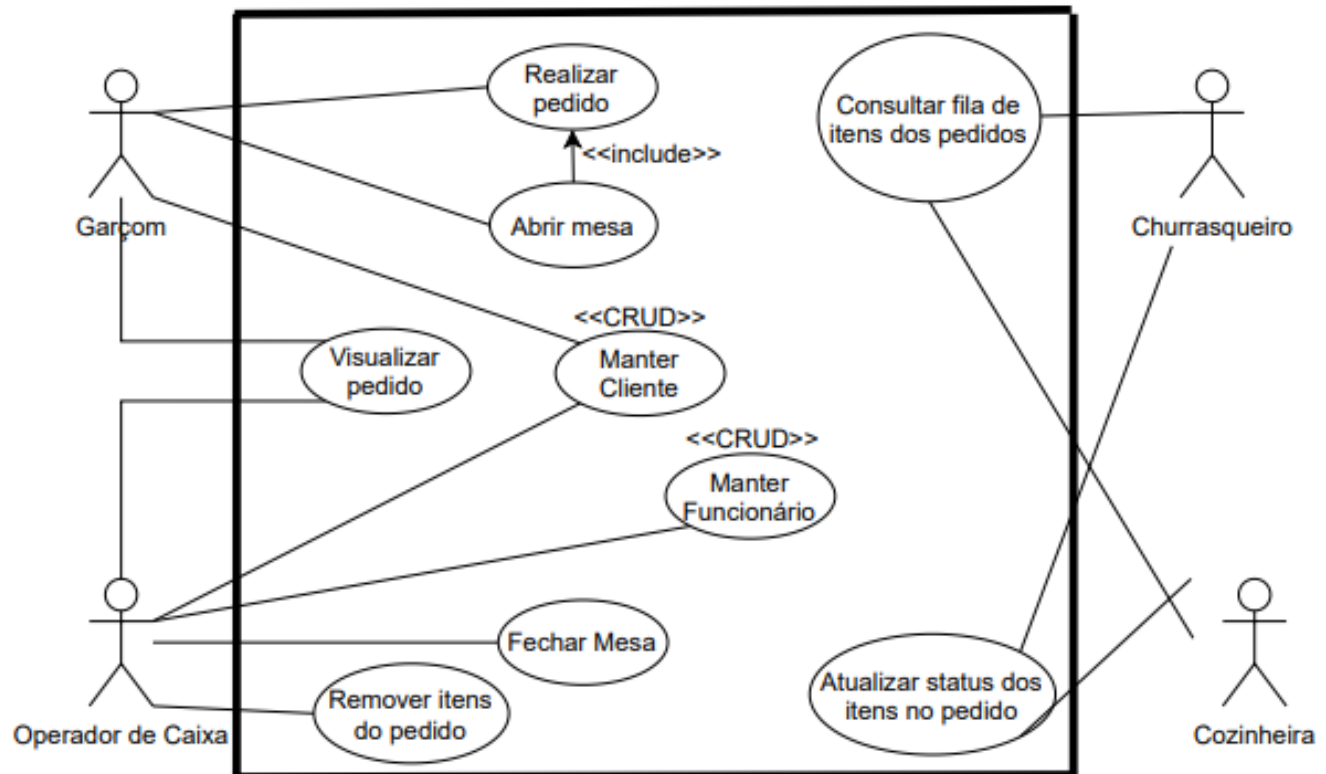 Realizar
pedido
Consultar fila de
itens dos pedidos
<<include>>
Garçom
Abrir mesa
Churrasqueiro
<<CRUD>>
Visualizar
pedido
Manter
Cliente
<<CRUD>>
Manter
Funcionário
Fechar Mesa
Remover itens
do pedido
Atualizar status dos
itens no pedido
Operador de Caixa
Cozinheira